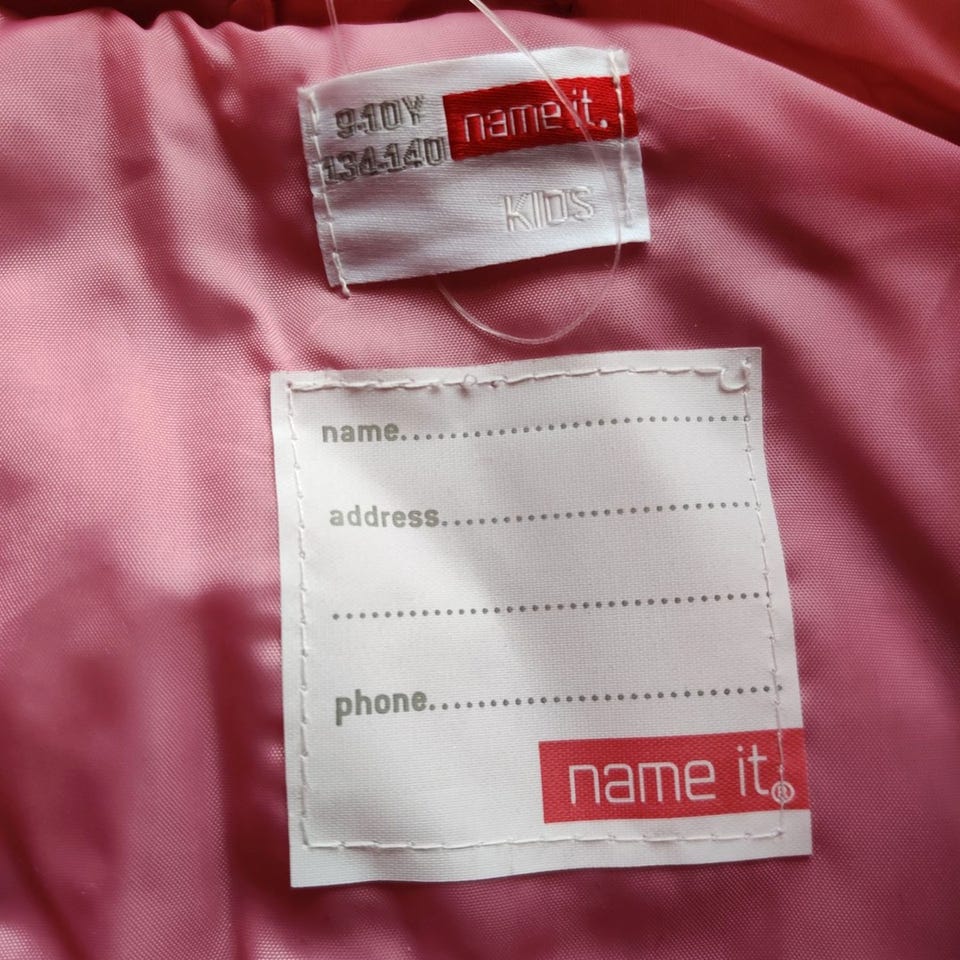 9-10Y name it.
134-140
KIDS
name..............................
address..........................
....................................
phone.............................
name it.®